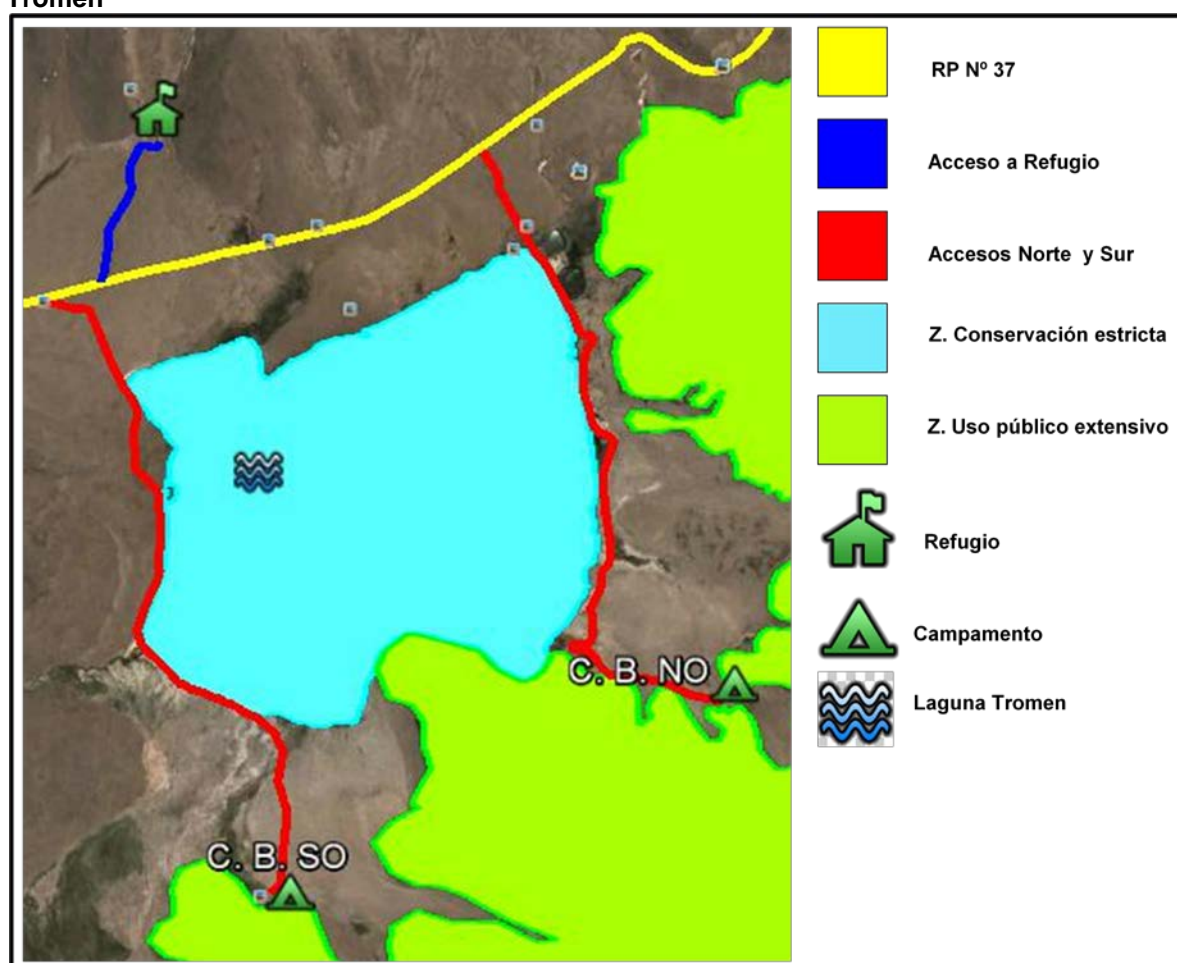 Tromen
RP Nº 37
Acceso a Refugio
Accesos Norte y Sur
Z. Conservación estricta
Z. Uso público extensivo
Refugio
Campamento
Laguna Tromen
C. B. NO
C. B. SO